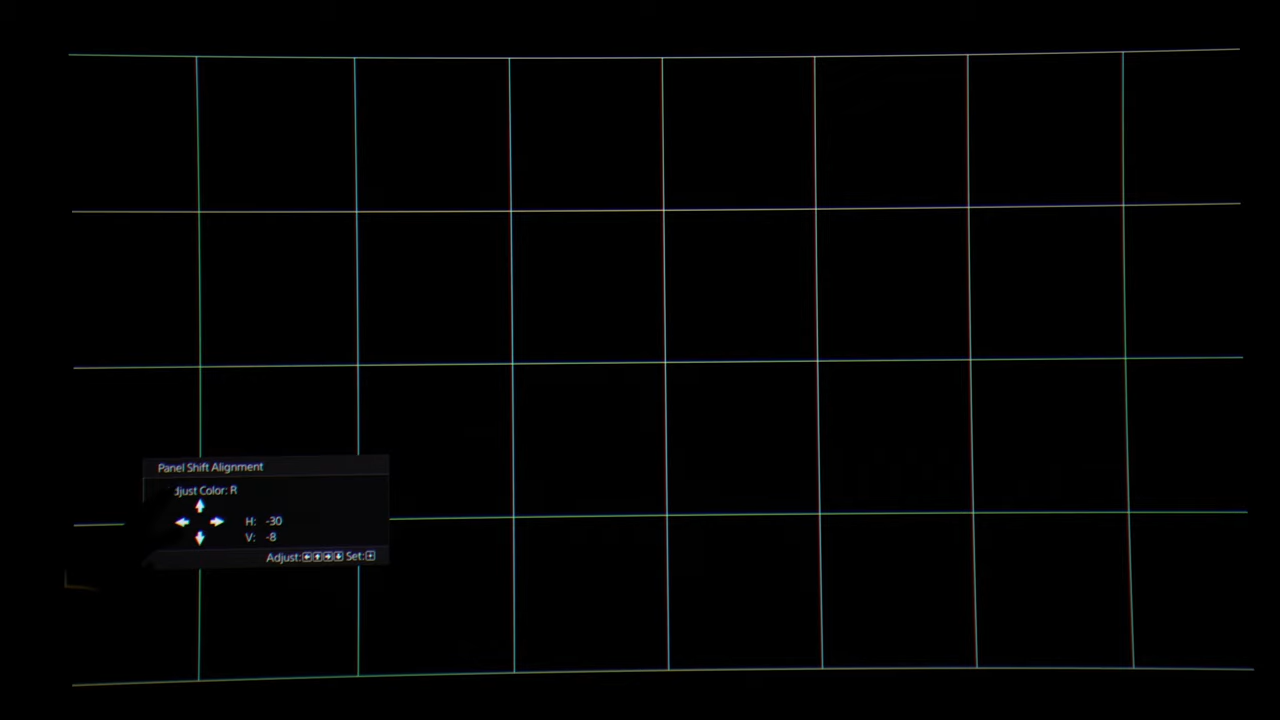 Panel Shift Alignment
djust Color: R
H: -30
V: -8
Adjust: Set: